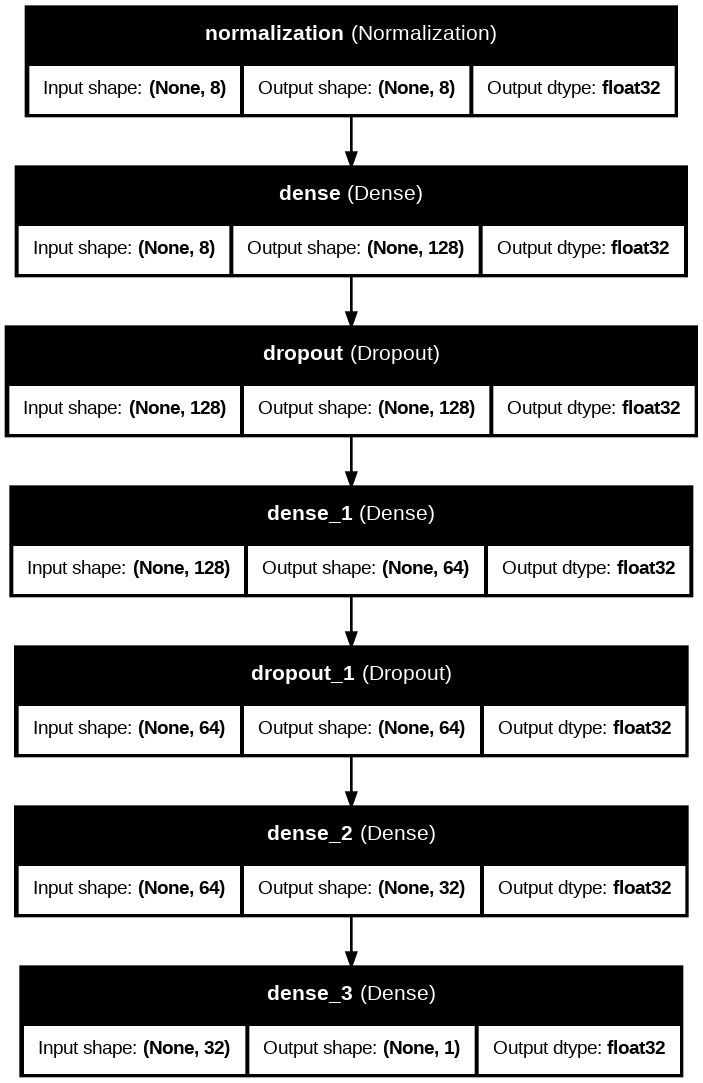 normalization (Normalization)
Input shape: (None, 8) Output shape: (None, 8) Output dtype: float32
dense (Dense)
Input shape: (None, 8) Output shape: (None, 128) Output dtype: float32
dropout (Dropout)
Input shape: (None, 128) Output shape: (None, 128) Output dtype: float32
dense_1 (Dense)
Input shape: (None, 128) Output shape: (None, 64) Output dtype: float32
dropout_1 (Dropout)
Input shape: (None, 64) Output shape: (None, 64) Output dtype: float32
dense_2 (Dense)
Input shape: (None, 64) Output shape: (None, 32) Output dtype: float32
dense_3 (Dense)
Input shape: (None, 32) Output shape: (None, 1) Output dtype: float32